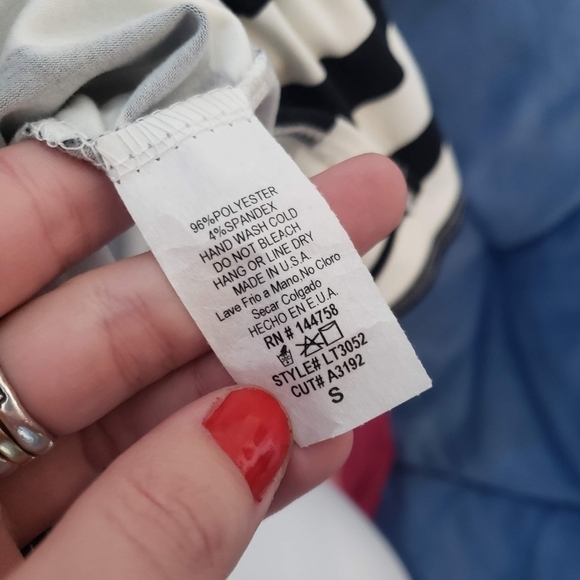 96%POLYESTER
4%SPANDEX
HAND WASH COLD
DO NOT BLEACH
HANG OR LINE DRY
MADE IN U.S.A.
Lave Frio a Mano,No Cloro
Secar Colgado
HECHO EN E.U.A.
RN # 144758
STYLE# LT3052
CUT# A3192
S